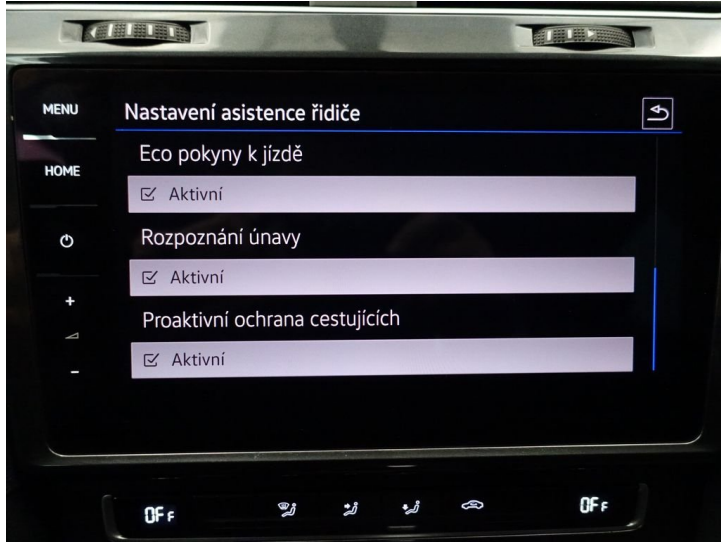 MENU
Nastavení asistence řidiče
Eco pokyny k jízdě
HOME
Aktivní
Rozpoznání únavy
Aktivní
+
Proaktivní ochrana cestujících
Aktivní
-
OFF
OFF